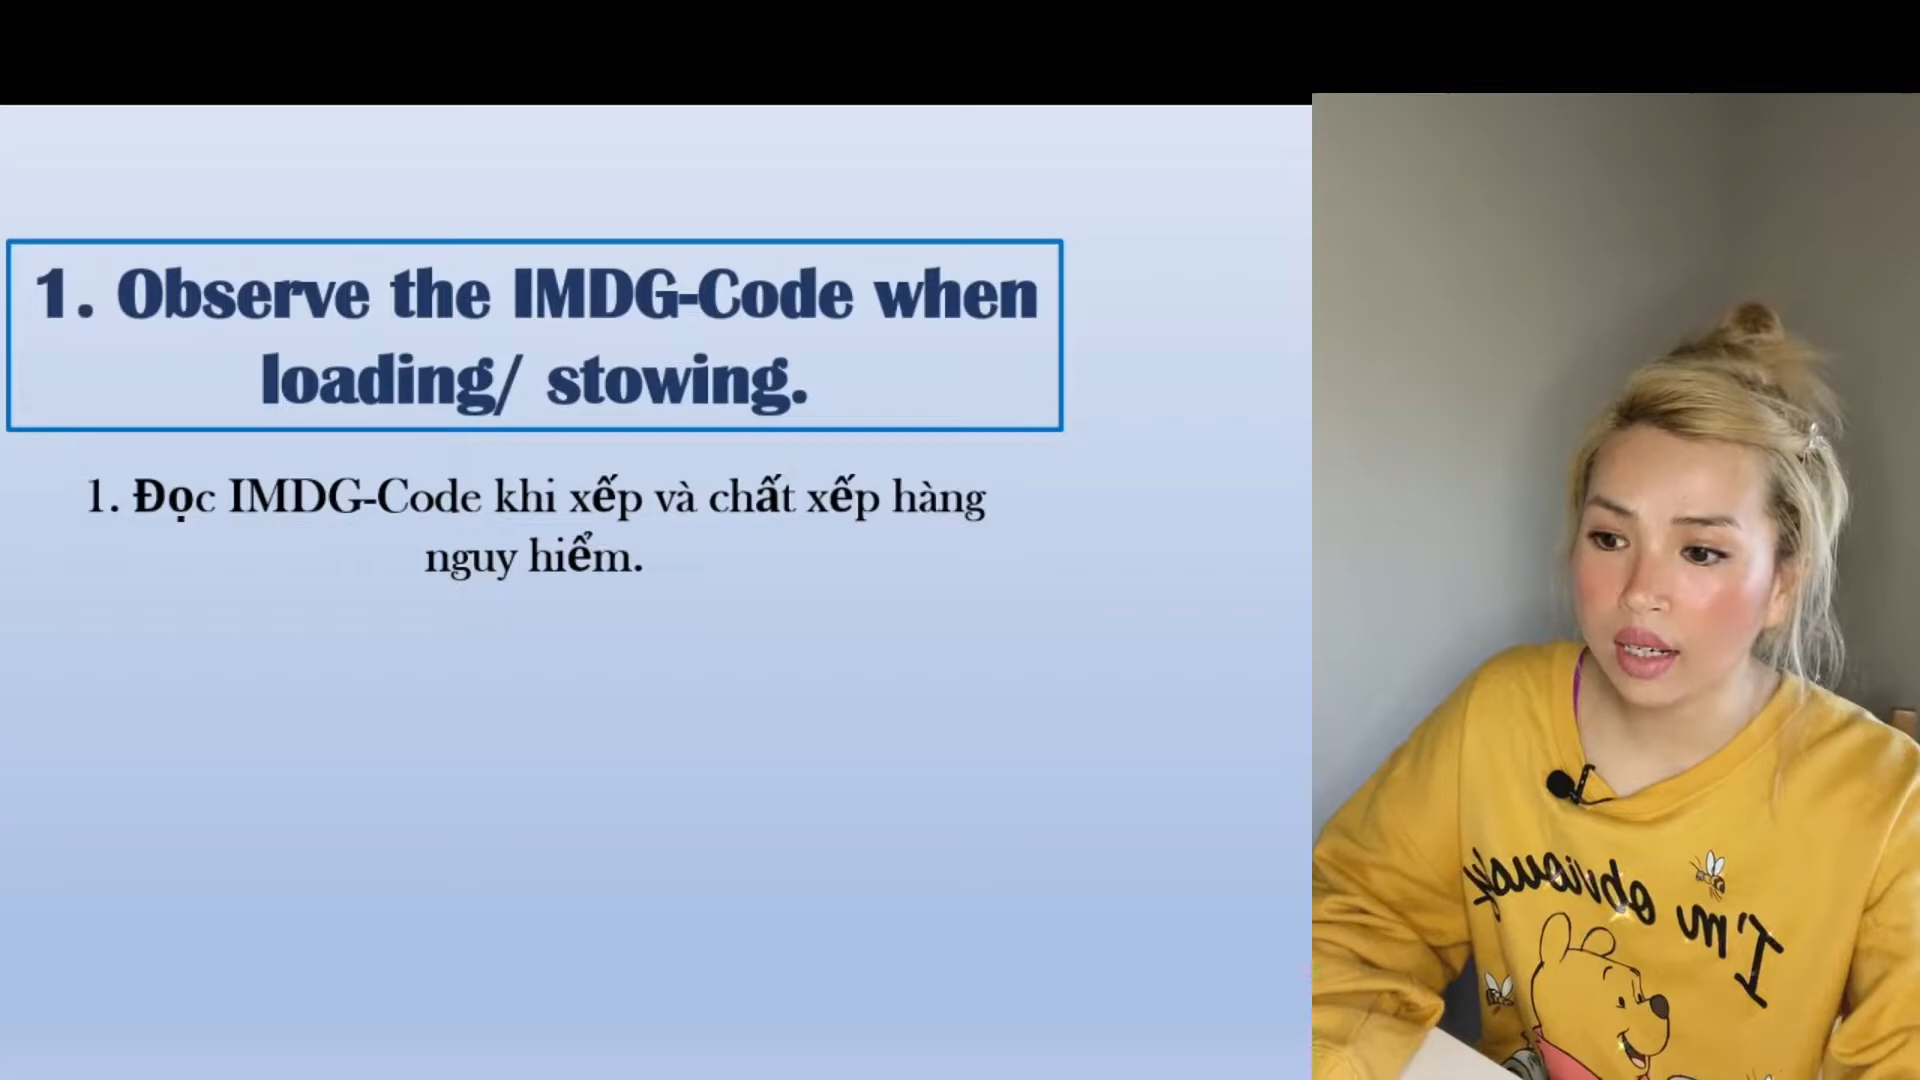 1. Observe the IMDG-Code when
loading/ stowing.
1. Đọc IMDG-Code khi xếp và chất xếp hàng
nguy hiểm.
I'm obviously